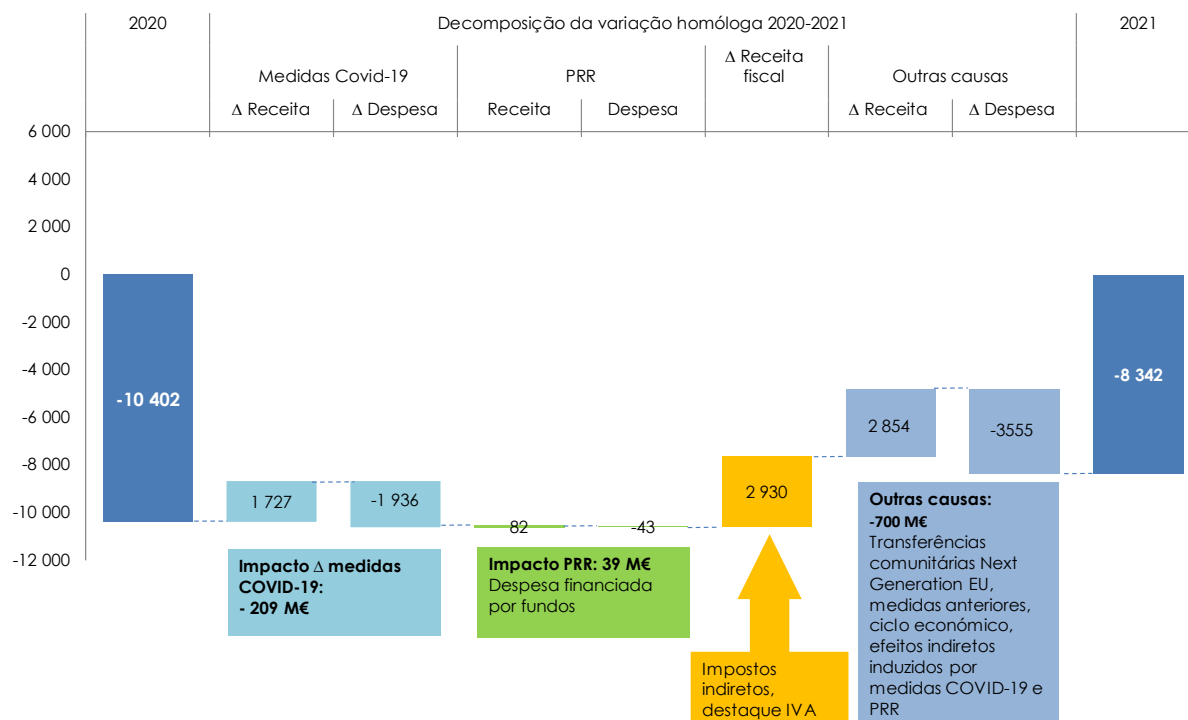 2020
Decomposição da variação homóloga 2020-2021
2021
Medidas Covid-19
PRR
Δ Receita
fiscal
Outras causas
Δ Receita
Δ Despesa
Receita
Despesa
Δ Receita
Δ Despesa
6 000
4 000
2 000
0
-2 000
-4 000
-6 000
-8 000
-10 000
-12 000
-10 402
1 727
-1 936
82
-43
2 930
2 854
-3555
-8 342
Impacto Δ medidas
COVID-19:
- 209 M€
Impacto PRR: 39 M€
Despesa financiada
por fundos
Impostos
indiretos,
destaque IVA
Outras causas:
-700 M€
Transferências
comunitárias Next
Generation EU,
medidas anteriores,
ciclo económico,
efeitos indiretos
induzidos por
medidas COVID-19 e
PRR